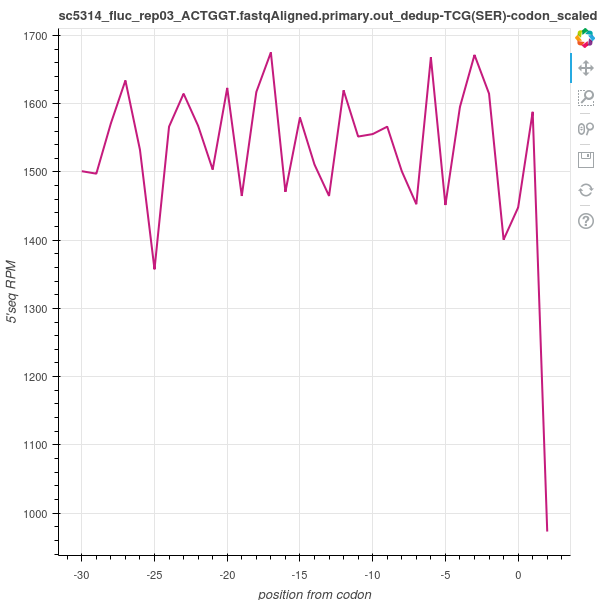 sc5314_fluc_rep03_ACTGGT.fastqAligned.primary.out_dedup-TCG(SER)-codon_scaled
1700
1600
1500
1400
1300
1200
1100
1000
5'seq RPM
-30 -25 -20 -15 -10 -5 0
position from codon